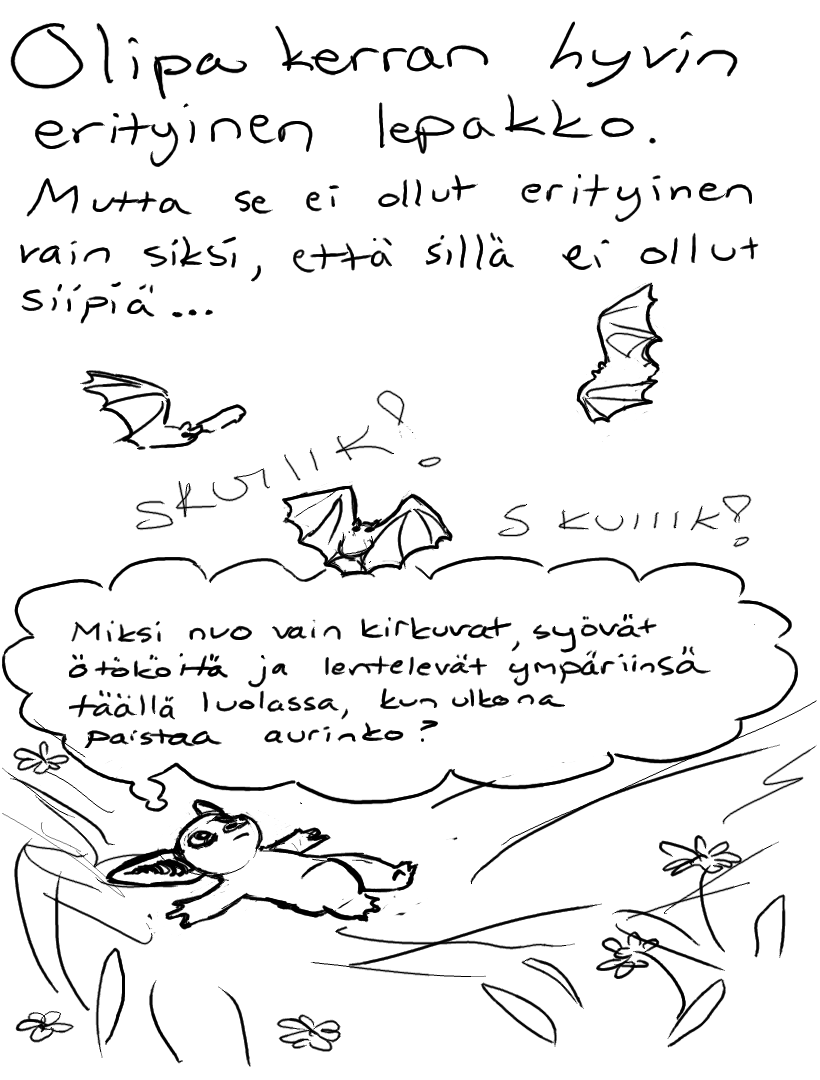 Olipa kerran hyvin
erityinen lepakko.
Mutta se ei ollut erityinen
vain siksi, että sillä ei ollut
siipiä...
SKUIIIK!
SKUIIIK!
Miksi nuo vain kirkuvat, syövät
ötököitä ja lentelevät ympäriinsä
täällä luolassa, kun ulkona
paistaa aurinko?